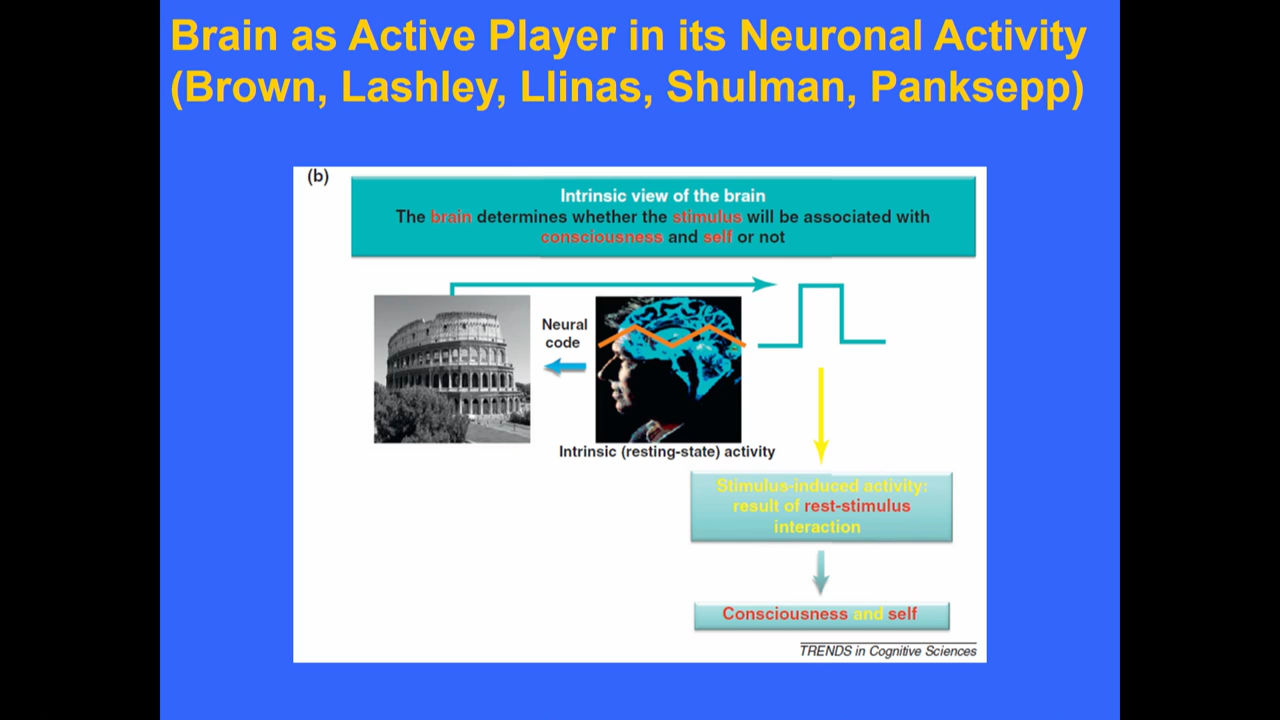 Brain as Active Player in its Neuronal Activity
(Brown, Lashley, Llinas, Shulman, Panksepp)
(b)
Intrinsic view of the brain
The brain determines whether the stimulus will be associated with
consciousness and self or not
Neural
code
Intrinsic (resting-state) activity
Stimulus-induced activity:
result of rest-stimulus
interaction
Consciousness and self
TRENDS in Cognitive Sciences